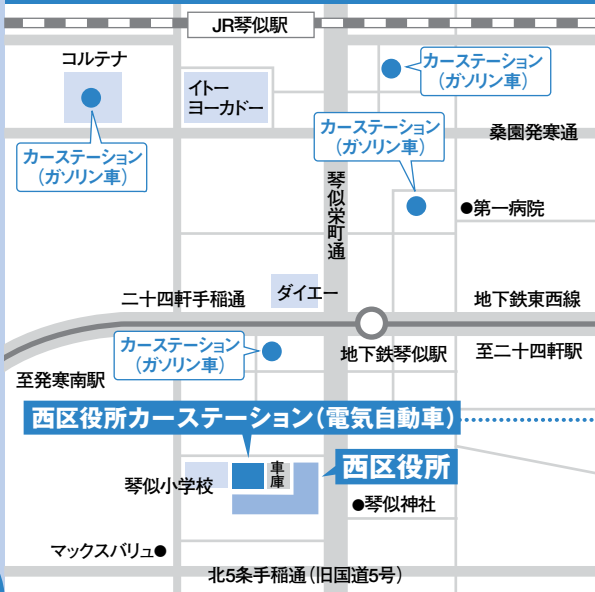 JR琴似駅
コルテナ
カーステーション
（ガソリン車）
イトー
ヨーカドー
カーステーション
（ガソリン車）
カーステーション
（ガソリン車）
桑園発寒通
琴似栄町通
●第一病院
二十四軒手稲通
ダイエー
地下鉄東西線
カーステーション
（ガソリン車）
地下鉄琴似駅
至二十四軒駅
至発寒南駅
西区役所カーステーション（電気自動車）
車庫
西区役所
琴似小学校
●琴似神社
マックスバリュ●
北5条手稲通（旧国道5号）